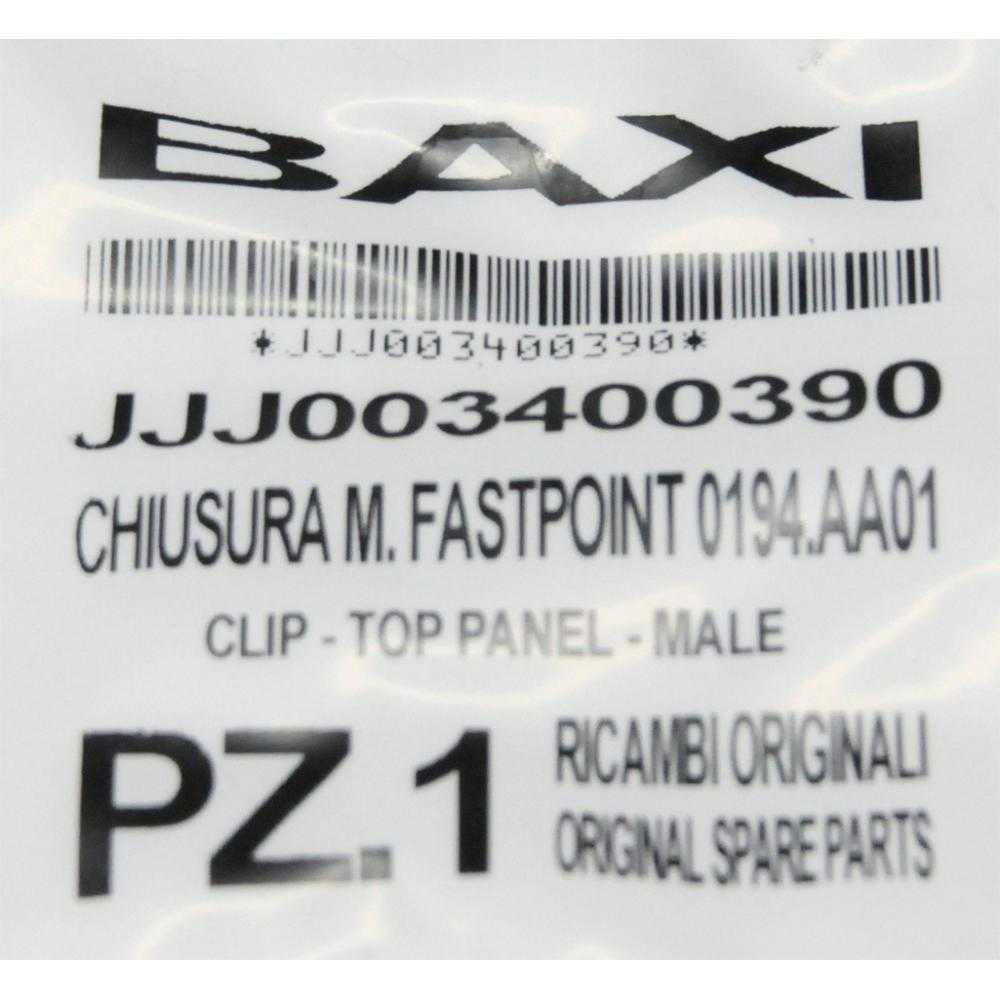 BAXI
*JJJ003400390*
JJJ003400390
CHIUSURA M. FASTPOINT 0194.AA01
CLIP - TOP PANEL - MALE
PZ.1
RICAMBI ORIGINALI
ORIGINAL SPARE PARTS